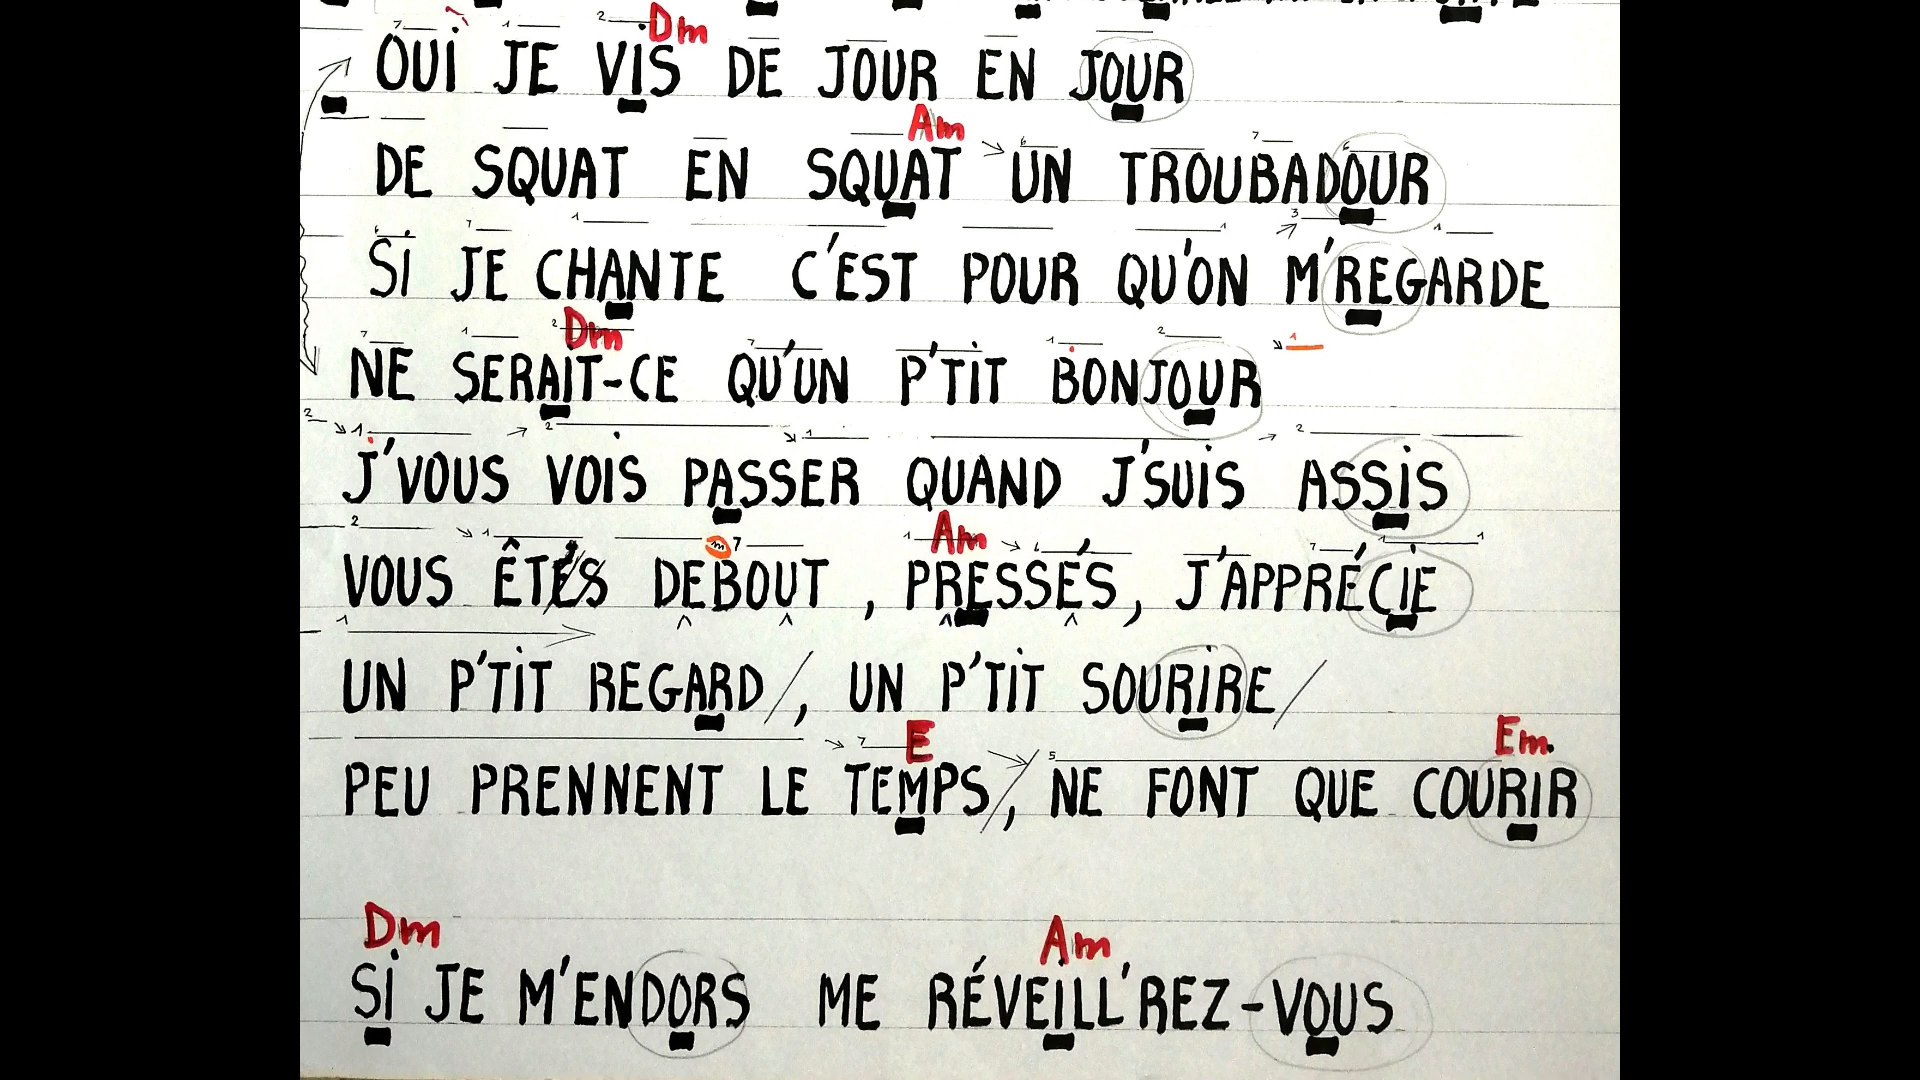 Dm
OUI JE VIS DE JOUR EN JOUR
Am
DE SQUAT EN SQUAT UN TROUBADOUR
SI JE CHANTE C'EST POUR QU'ON M'REGARDE
Dm
NE SERAIT-CE QU'UN P'TIT BONJOUR
J'VOUS VOIS PASSER QUAND J'SUIS ASSIS
Am
VOUS ÊTES DEBOUT, PRESSÉS, J'APPRÉCIE
UN P'TIT REGARD/, UN P'TIT SOURIRE/
E Em
PEU PRENNENT LE TEMPS/, NE FONT QUE COURIR
Dm Am
SI JE M'ENDORS ME RÉVEILL'REZ-VOUS